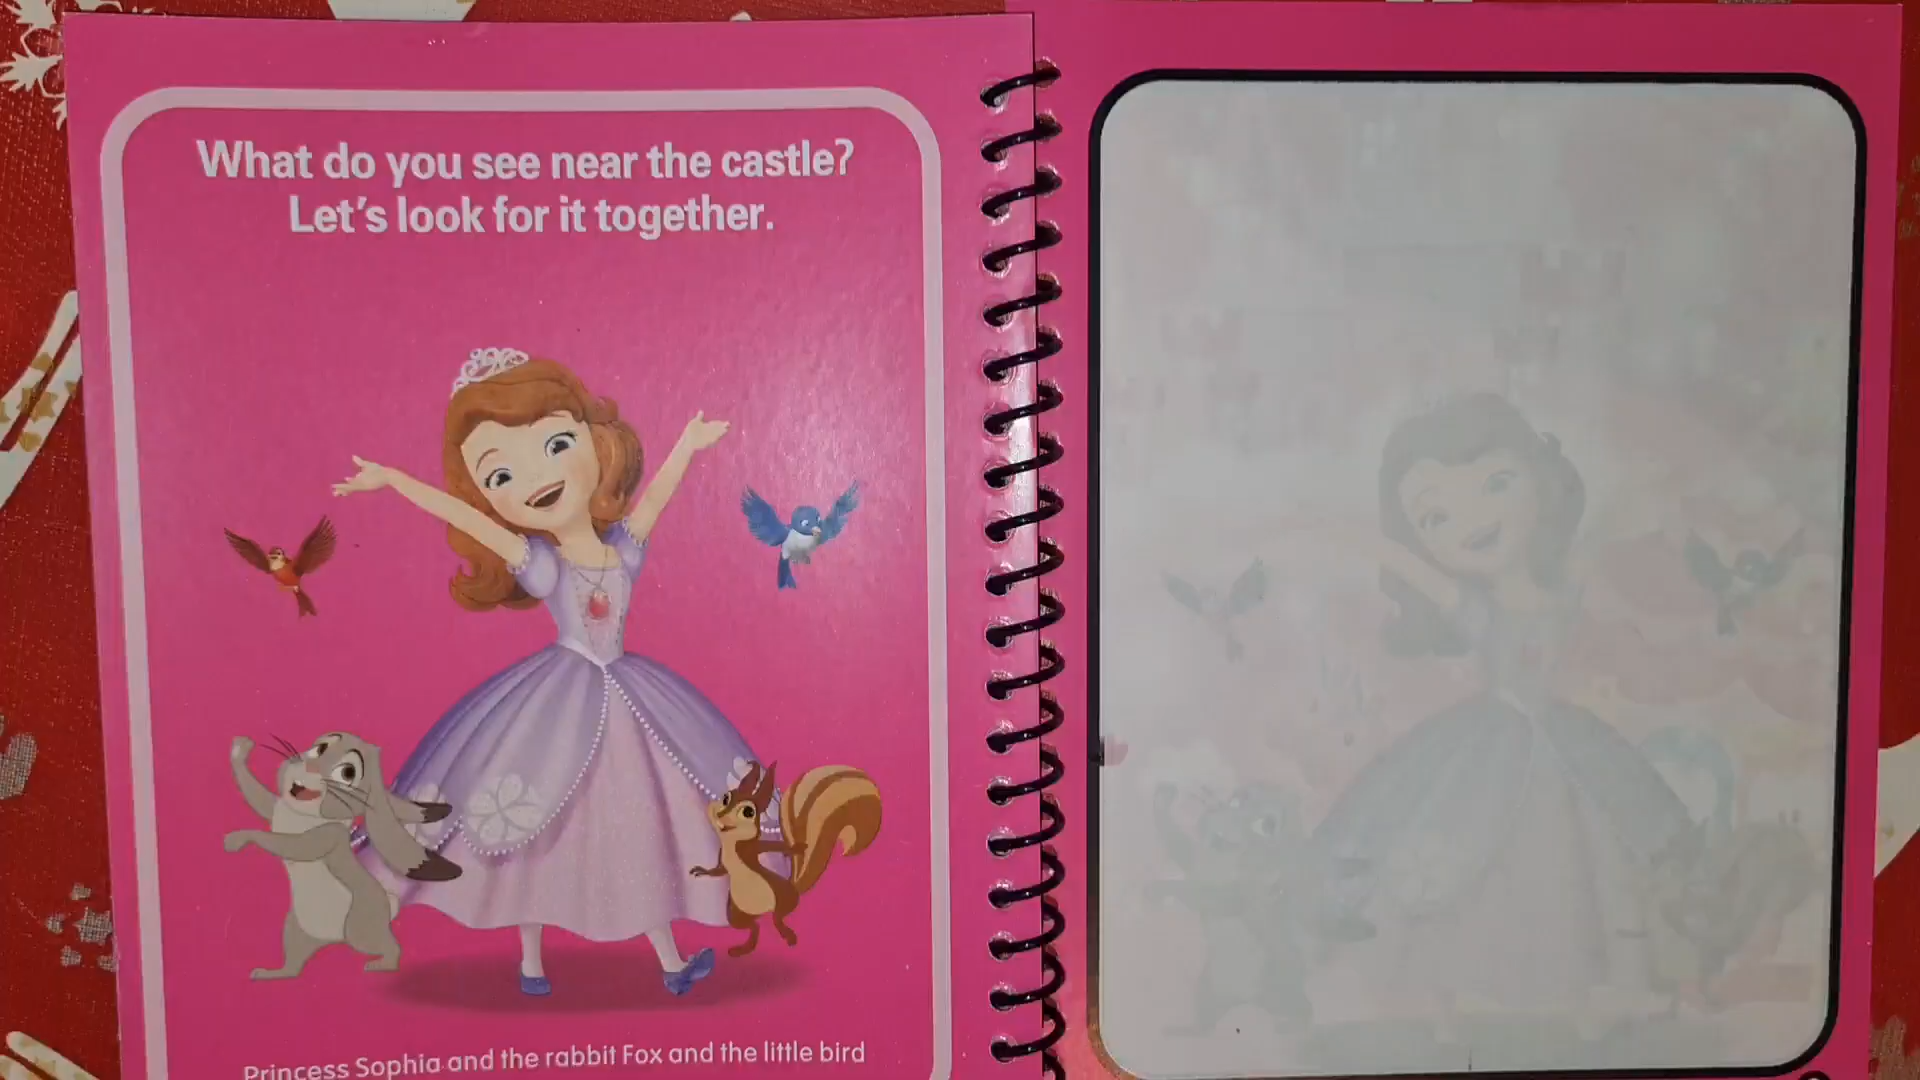 What do you see near the castle?
Let's look for it together.
Princess Sophia and the rabbit Fox and the little bird